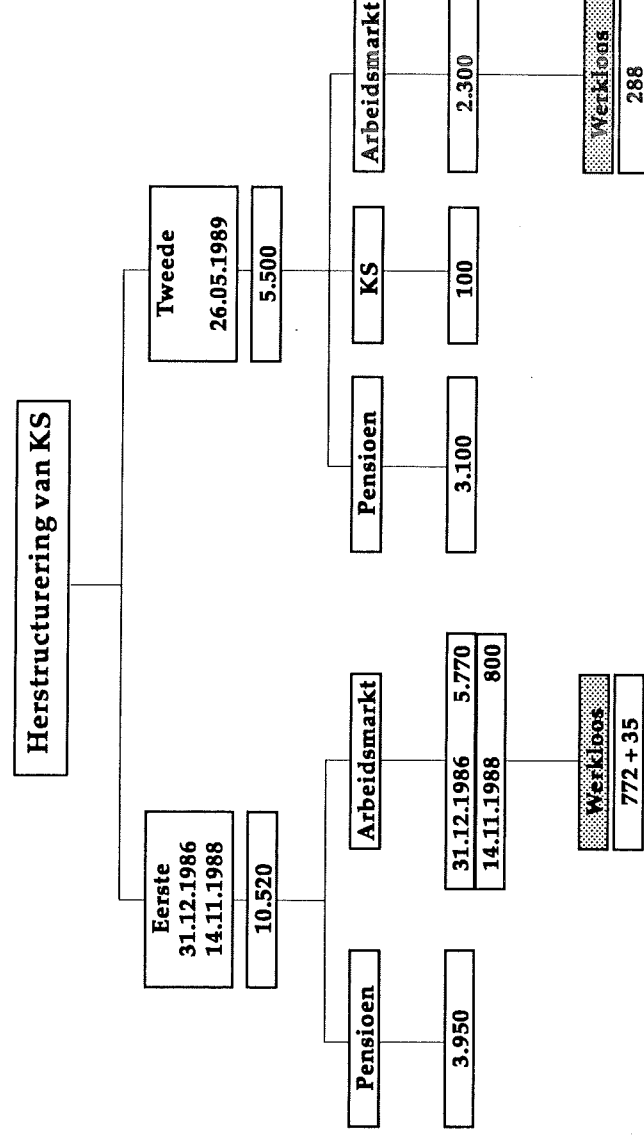 Herstructurering van KS
Eerste
31.12.1986
14.11.1988
10.520
Pensioen
3.950
Arbeidsmarkt
31.12.1986 5.770
14.11.1988 800
Werkloos
772 + 35
Tweede
26.05.1989
5.500
Pensioen
3.100
KS
100
Arbeidsmarkt
2.300
Werkloos
288